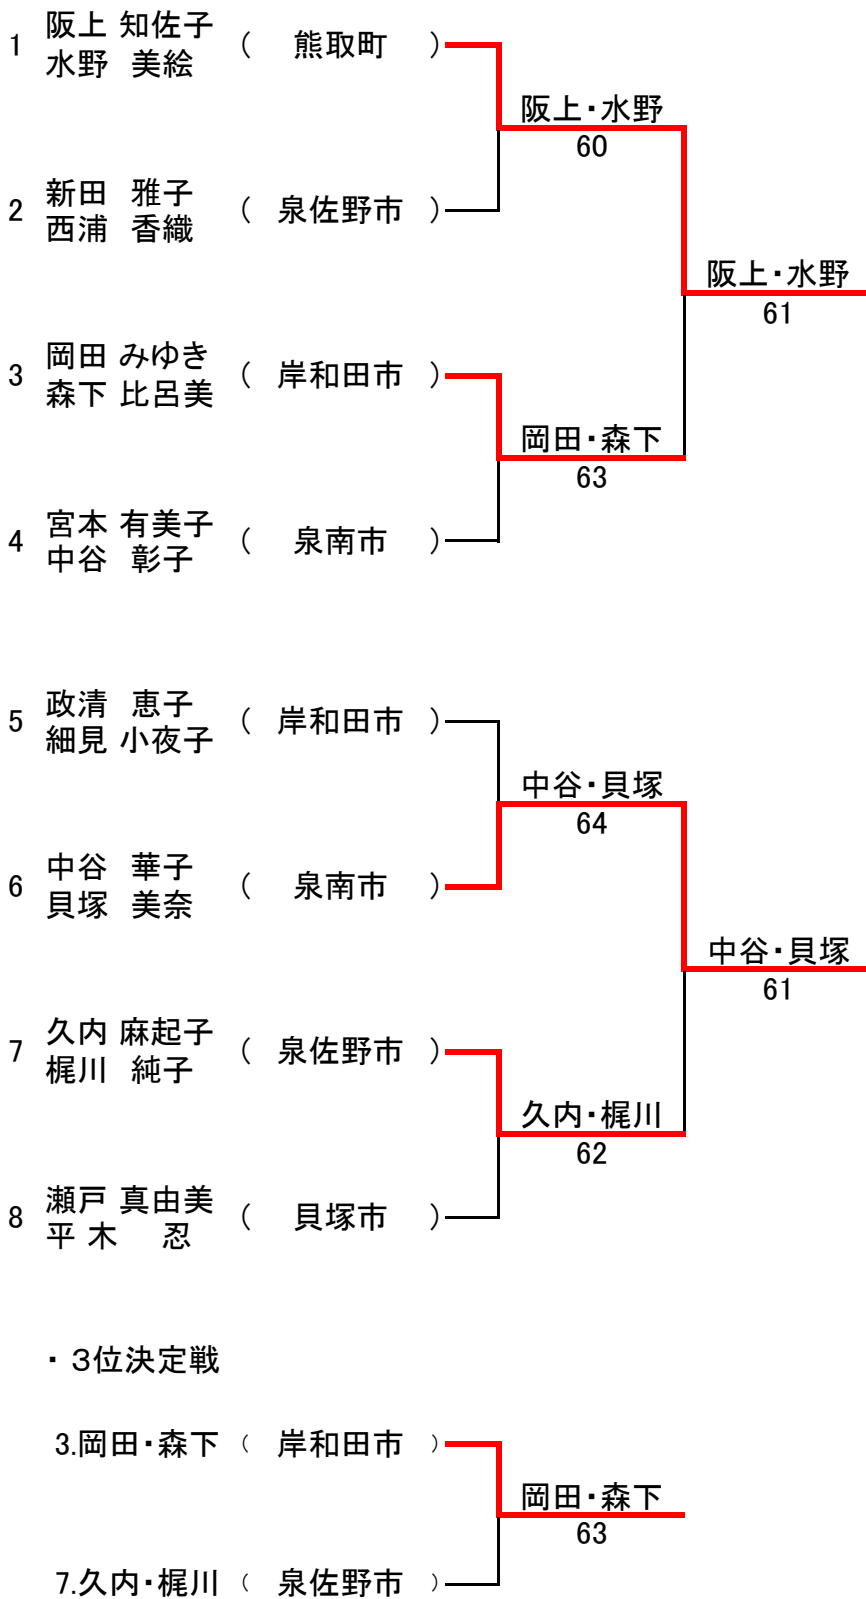 1 阪上 知佐子 ( 熊取町 )
水野 美絵
阪上・水野
60
2 新田 雅子 ( 泉佐野市 )
西浦 香織
阪上・水野
61
3 岡田 みゆき ( 岸和田市 )
森下 比呂美
岡田・森下
63
4 宮本 有美子 ( 泉南市 )
中谷 彰子
5 政清 恵子 ( 岸和田市 )
細見 小夜子
中谷・貝塚
64
6 中谷 華子 ( 泉南市 )
貝塚 美奈
中谷・貝塚
61
7 久内 麻起子 ( 泉佐野市 )
梶川 純子
久内・梶川
62
8 瀬戸 真由美 ( 貝塚市 )
平 木 忍
・ 3位決定戦
3.岡田・森下 ( 岸和田市 )
岡田・森下
63
7.久内・梶川 ( 泉佐野市 )